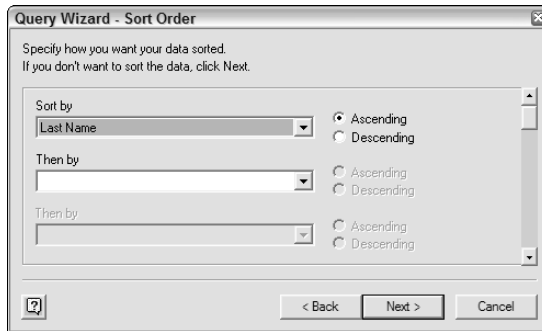 Query Wizard - Sort Order
Specify how you want your data sorted.
If you don't want to sort the data, click Next.
Sort by
Last Name
Ascending
Descending
Then by
Ascending
Descending
Then by
Ascending
Descending
< Back
Next >
Cancel